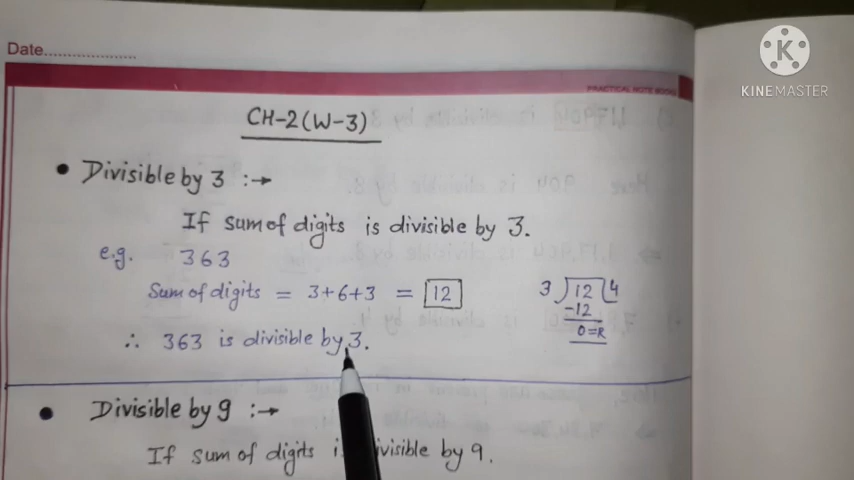 Date....................
PRACTICAL NOTE BOOKS
K
KINEMASTER
CH-2 (W-3)
• Divisible by 3 :→
If sum of digits is divisible by 3.
e.g. 363
Sum of digits = 3+6+3 = 12
3 ) 12 ( 4
-12
0=R
∴ 363 is divisible by 3.
• Divisible by 9 :→
If sum of digits is divisible by 9.